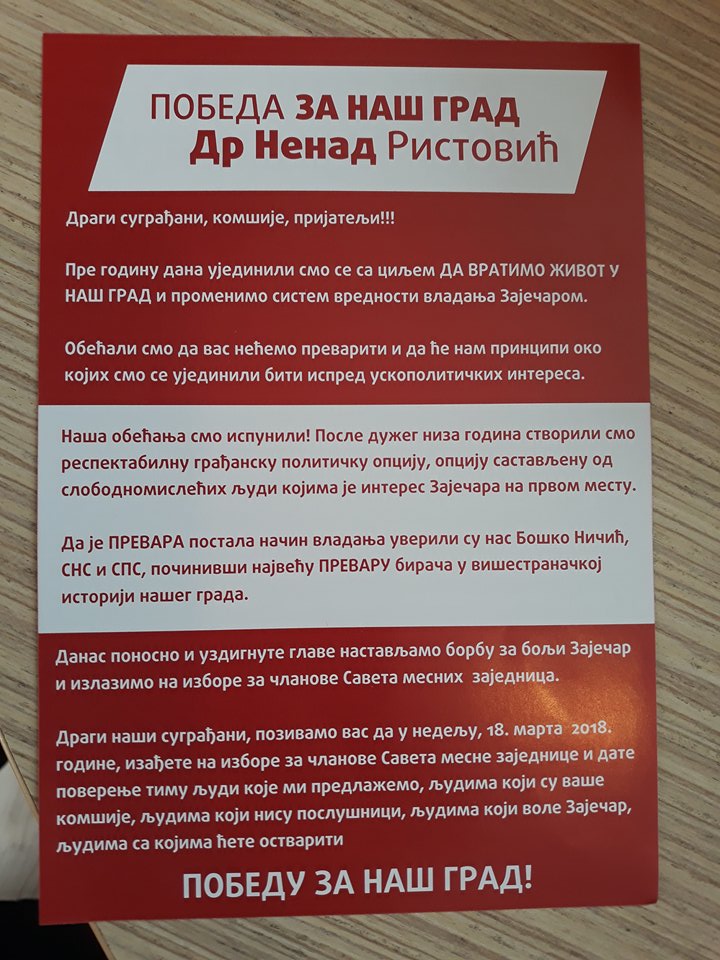 ПОБЕДА ЗА НАШ ГРАД
Др Ненад Ристовић
Драги суграђани, комшије, пријатељи!!!
Пре годину дана ујединили смо се са циљем ДА ВРАТИМО ЖИВОТ У
НАШ ГРАД и променимо систем вредности владања Зајечаром.
Обећали смо да вас нећемо преварити и да ће нам принципи око
којих смо се ујединили бити испред ускополитичких интереса.
Наша обећања смо испунили! После дужег низа година створили смо
респектабилну грађанску политичку опцију, опцију састављену од
слободномислећих људи којима је интерес Зајечара на првом месту.
Да је ПРЕВАРА постала начин владања уверили су нас Бошко Ничић,
СНС и СПС, починивши највећу ПРЕВАРУ бирача у вишестраначкој
историји нашег града.
Данас поносно и уздигнуте главе настављамо борбу за бољи Зајечар
и излазимо на изборе за чланове Савета месних заједница.
Драги наши суграђани, позивамо вас да у недељу, 18. марта 2018.
године, изађете на изборе за чланове Савета месне заједнице и дате
поверење тиму људи које ми предлажемо, људима који су ваше
комшије, људима који нису послушници, људима који воле Зајечар,
људима са којима ћете остварити
ПОБЕДУ ЗА НАШ ГРАД!